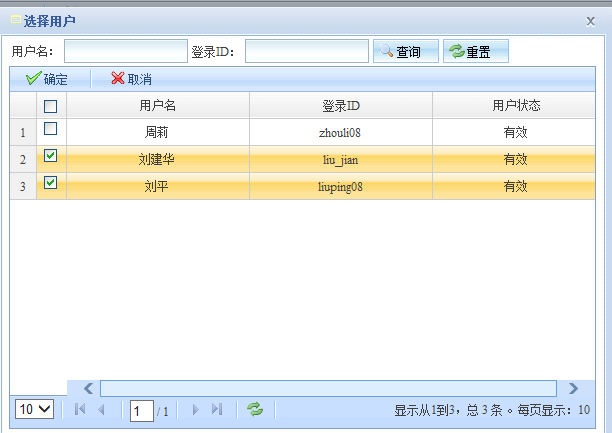 选择用户
用户名： 登录ID： 查询 重置
确定 取消
用户名 登录ID 用户状态
1 周莉 zhouli08 有效
2 刘建华 liu_jian 有效
3 刘平 liuping08 有效
10 1 / 1 显示从1到3，总 3 条 。每页显示：10